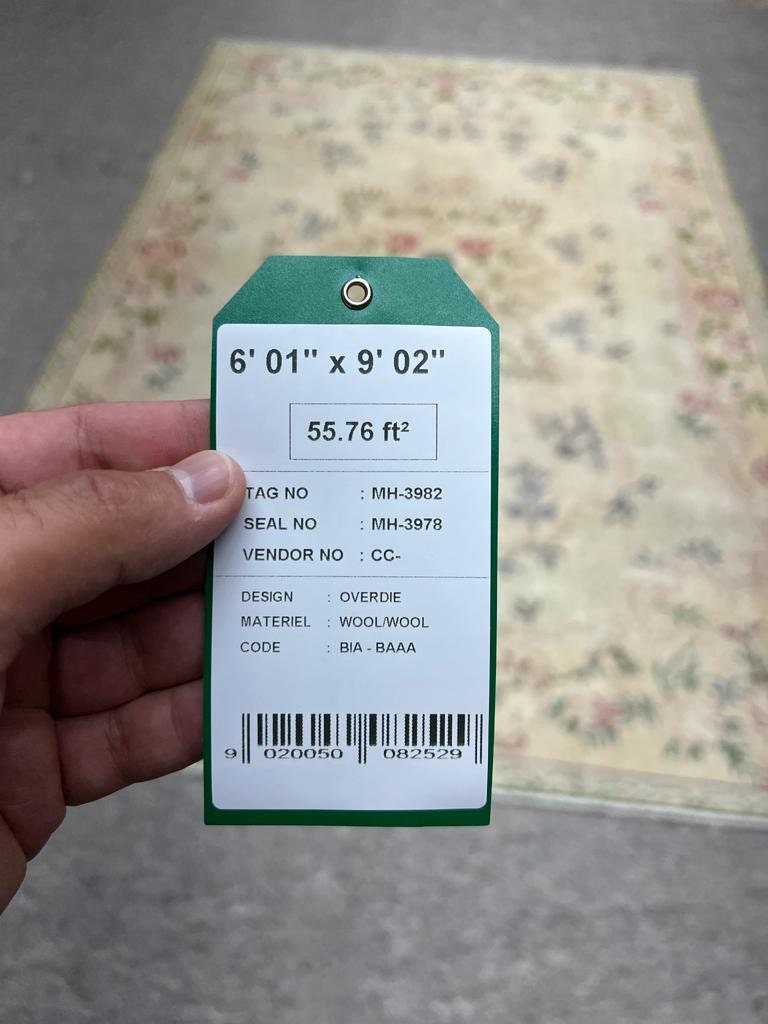 6' 01" x 9' 02"
55.76 ft²
TAG NO : MH-3982
SEAL NO : MH-3978
VENDOR NO : CC-
DESIGN : OVERDIE
MATERIEL : WOOL/WOOL
CODE : BIA - BAAA
9 020050 082529